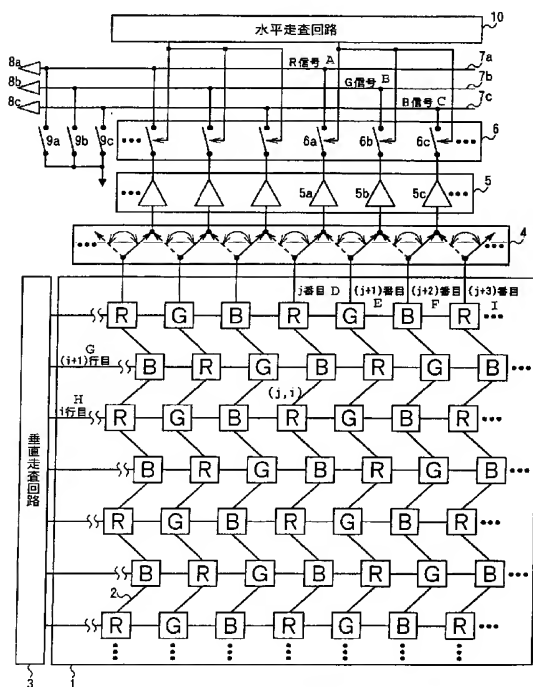 水平走査回路 10
8a R信号 A 7a
8b G信号 B 7b
8c B信号 C 7c
9a 9b 9c ••• 6a 6b 6c ••• 6
••• 5a 5b 5c ••• 5
••• ••• 4
j番目 D (j+1)番目 (j+2)番目 (j+3)番目
E F I
R G B R G B R •••
G
(i+1)行目 B R G B R G B •••
H (j,i)
i行目 R G B R G B R •••
垂直走査回路
B R G B R G B •••
R G B R G B R •••
B R G B R G B •••
2
R G B R G B R •••
3 1